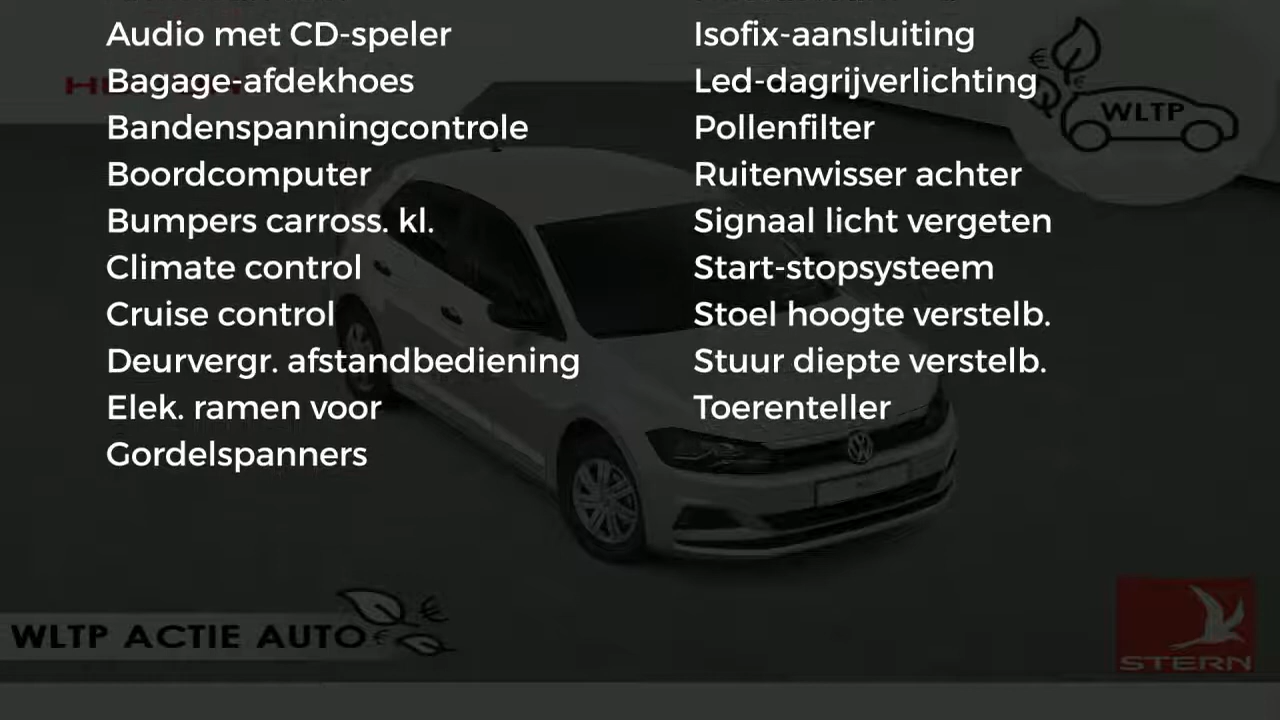 Audio met CD-speler
Bagage-afdekhoes
Bandenspanningcontrole
Boordcomputer
Bumpers carross. kl.
Climate control
Cruise control
Deurvergr. afstandbediening
Elek. ramen voor
Gordelspanners
Isofix-aansluiting
Led-dagrijverlichting
Pollenfilter
Ruitenwisser achter
Signaal licht vergeten
Start-stopsysteem
Stoel hoogte verstelb.
Stuur diepte verstelb.
Toerenteller
WLTP
WLTP ACTIE AUTO
STERN